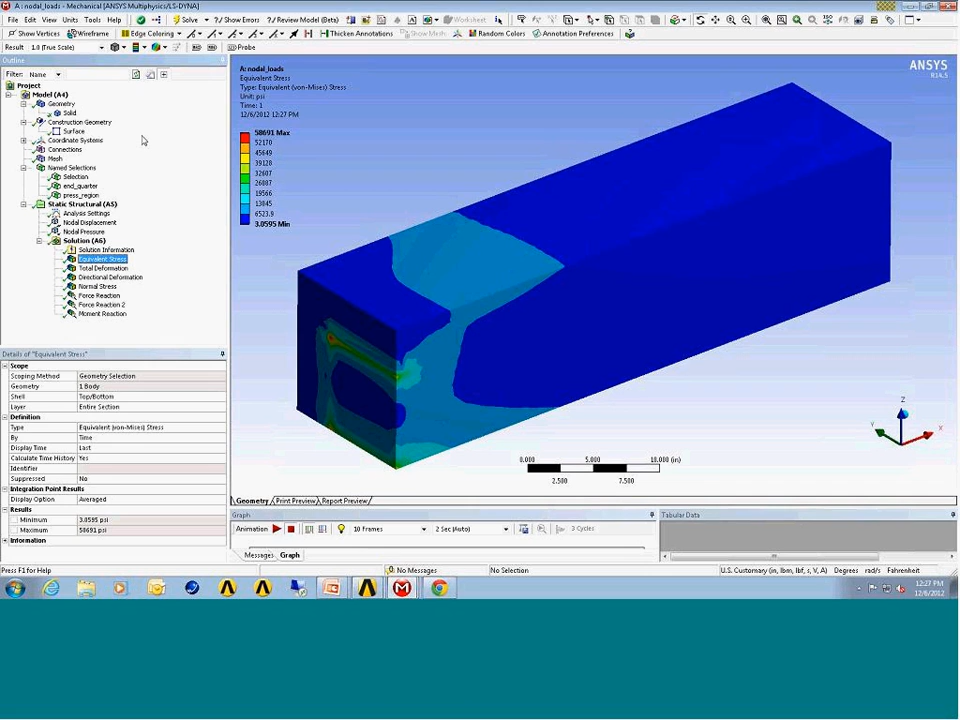 A : nodal_loads - Mechanical [ANSYS Multiphysics/LS-DYNA]
File Edit View Units Tools Help Solve ?/ Show Errors ?/ Review Model (Beta) Worksheet
Show Vertices Wireframe Edge Coloring Thicken Annotations Show Mesh Random Colors Annotation Preferences
Result 1.0 (True Scale) Probe
Outline
Filter: Name
Project
Model (A4)
Geometry
Solid
Construction Geometry
Surface
Coordinate Systems
Connections
Mesh
Named Selections
Selection
end_quarter
press_region
Static Structural (A5)
Analysis Settings
Nodal Displacement
Nodal Pressure
Solution (A6)
Solution Information
Equivalent Stress
Total Deformation
Directional Deformation
Normal Stress
Force Reaction
Force Reaction 2
Moment Reaction
Details of "Equivalent Stress"
Scope
Scoping Method Geometry Selection
Geometry 1 Body
Shell Top/Bottom
Layer Entire Section
Definition
Type Equivalent (von-Mises) Stress
By Time
Display Time Last
Calculate Time History Yes
Identifier
Suppressed No
Integration Point Results
Display Option Averaged
Results
Minimum 3.0595 psi
Maximum 58691 psi
Information
A: nodal_loads
Equivalent Stress
Type: Equivalent (von-Mises) Stress
Unit: psi
Time: 1
12/6/2012 12:27 PM
58691 Max
52170
45649
39128
32607
26087
19566
13045
6523.9
3.0595 Min
ANSYS
R14.5
Z
Y
X
0.000 5.000 10.000 (in)
2.500 7.500
Geometry Print Preview Report Preview
Graph
Animation 10 Frames 2 Sec (Auto) 3 Cycles
Messages Graph
Tabular Data
Press F1 for Help No Messages No Selection U.S. Customary (in, lbm, lbf, s, V, A) Degrees rad/s Fahrenheit
12:27 PM
12/6/2012